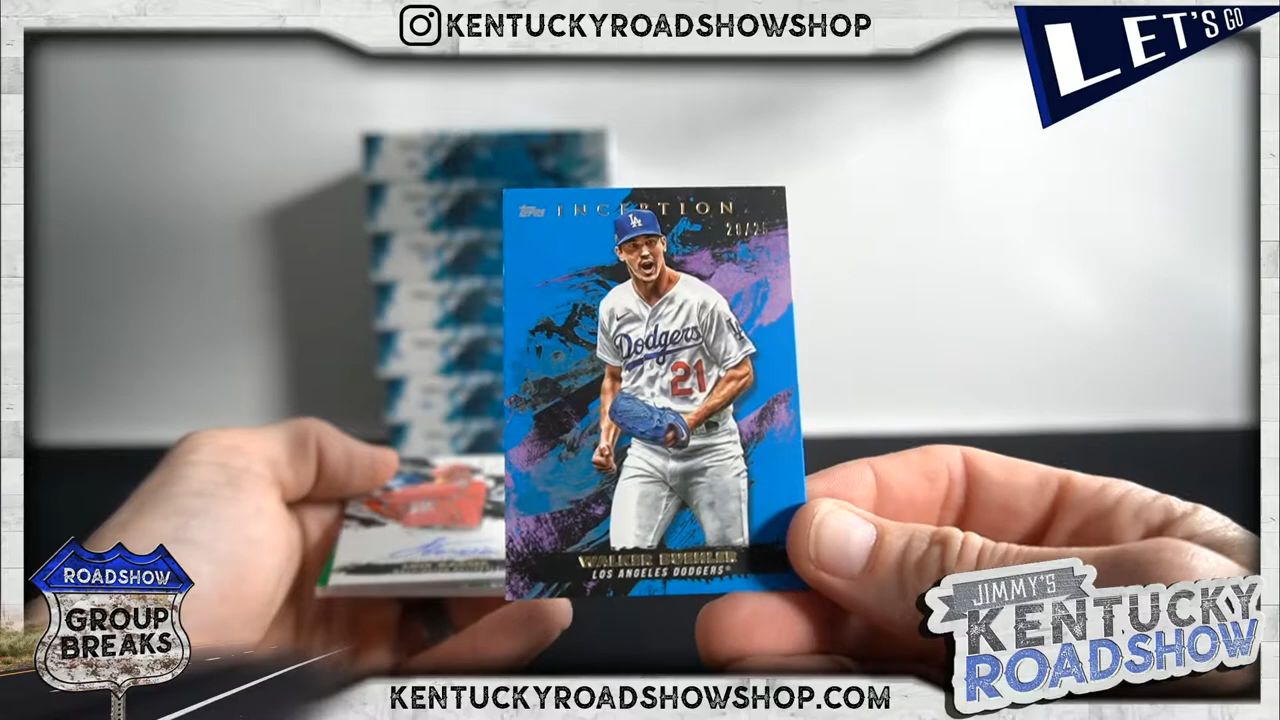 KENTUCKYROADSHOWSHOP
LET'S GO
Topps INCEPTION
LA
Dodgers
21
WALKER BUEHLER
LOS ANGELES DODGERS
ROADSHOW
GROUP
BREAKS
JIMMY'S
KENTUCKY
ROADSHOW
KENTUCKYROADSHOWSHOP.COM